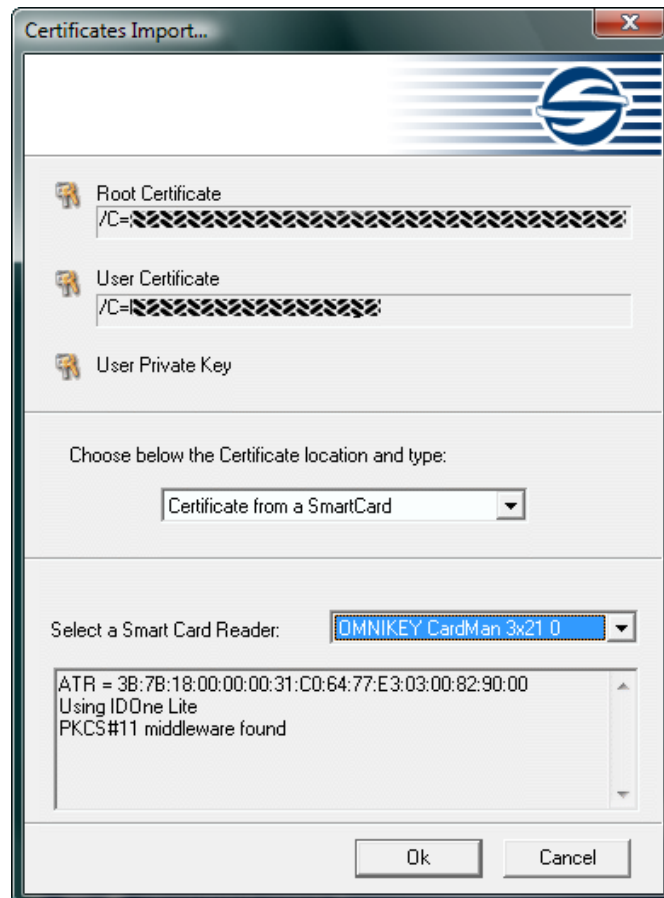 Certificates Import...
Root Certificate
/C=
User Certificate
/C=
User Private Key
Choose below the Certificate location and type:
Certificate from a SmartCard
Select a Smart Card Reader:
OMNIKEY CardMan 3x21 0
ATR = 3B:7B:18:00:00:00:31:C0:64:77:E3:03:00:82:90:00
Using IDOne Lite
PKCS#11 middleware found
Ok
Cancel